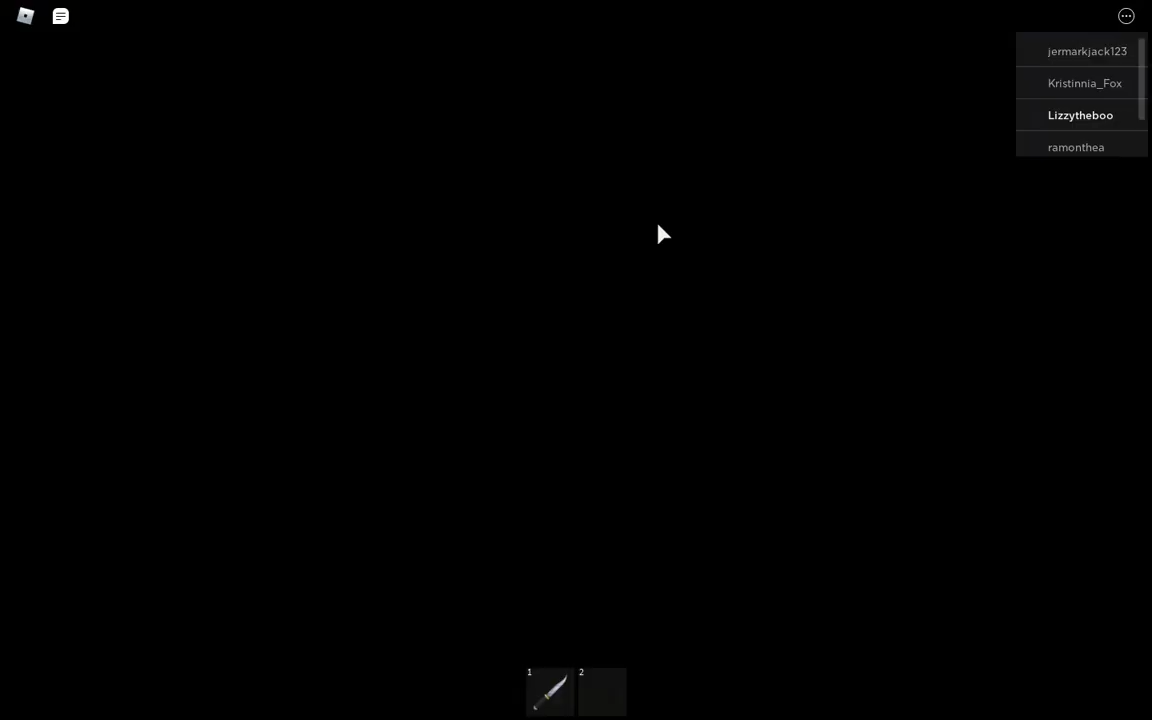 jermarkjack123
Kristinnia_Fox
Lizzytheboo
ramonthea
1 2